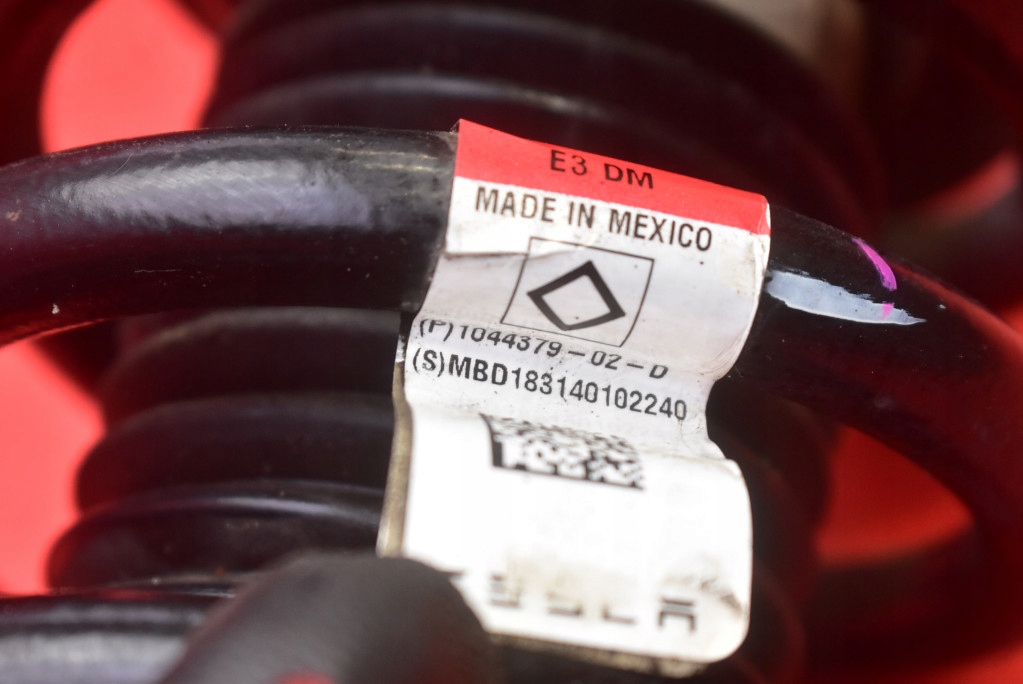 E3 DM
MADE IN MEXICO
(P)1044379-02-D
(S)MBD183140102240